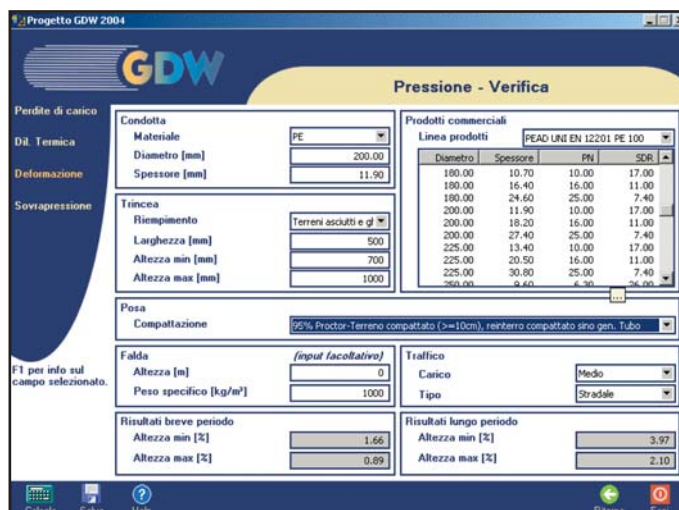 Progetto GDW 2004
GDW
Pressione - Verifica
Perdite di carico
Dil. Termica
Deformazione
Sovrapressione
F1 per info sul
campo selezionato.
Condotta
Materiale PE
Diametro [mm] 200.00
Spessore [mm] 11.90
Trincea
Riempimento Terreni asciutti e gl
Larghezza [mm] 500
Altezza min [mm] 700
Altezza max [mm] 1000
Prodotti commerciali
Linea prodotti PEAD UNI EN 12201 PE 100
Diametro Spessore PN SDR
180.00 10.70 10.00 17.00
180.00 16.40 16.00 11.00
180.00 24.60 25.00 7.40
200.00 11.90 10.00 17.00
200.00 18.20 16.00 11.00
200.00 27.40 25.00 7.40
225.00 13.40 10.00 17.00
225.00 20.50 16.00 11.00
225.00 30.80 25.00 7.40
250.00 9.60 6.30 26.00
...
Posa
Compattazione 95% Proctor-Terreno compattato (>=10cm), reinterro compattato sino gen. Tubo
Falda (input facoltativo)
Altezza [m] 0
Peso specifico [kg/m³] 1000
Traffico
Carico Medio
Tipo Stradale
Risultati breve periodo
Altezza min [%] 1.66
Altezza max [%] 0.89
Risultati lungo periodo
Altezza min [%] 3.97
Altezza max [%] 2.10